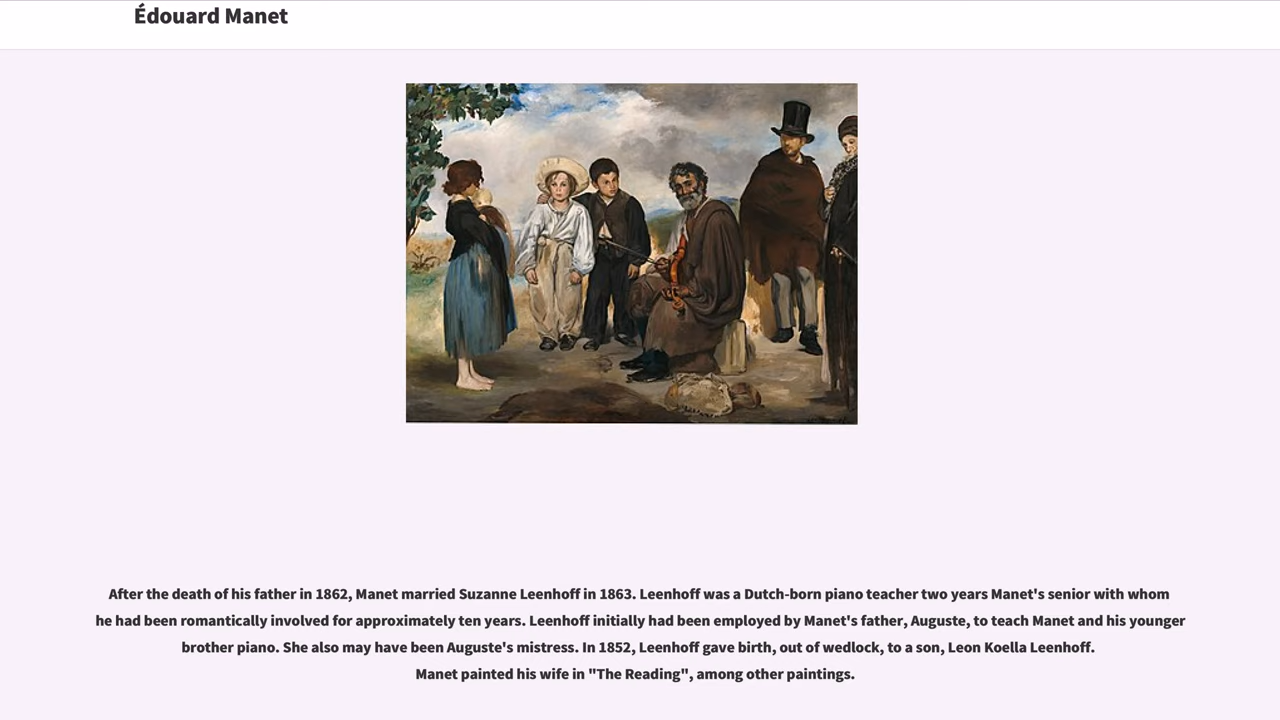 Édouard Manet
After the death of his father in 1862, Manet married Suzanne Leenhoff in 1863. Leenhoff was a Dutch-born piano teacher two years Manet's senior with whom
he had been romantically involved for approximately ten years. Leenhoff initially had been employed by Manet's father, Auguste, to teach Manet and his younger
brother piano. She also may have been Auguste's mistress. In 1852, Leenhoff gave birth, out of wedlock, to a son, Leon Koella Leenhoff.
Manet painted his wife in "The Reading", among other paintings.